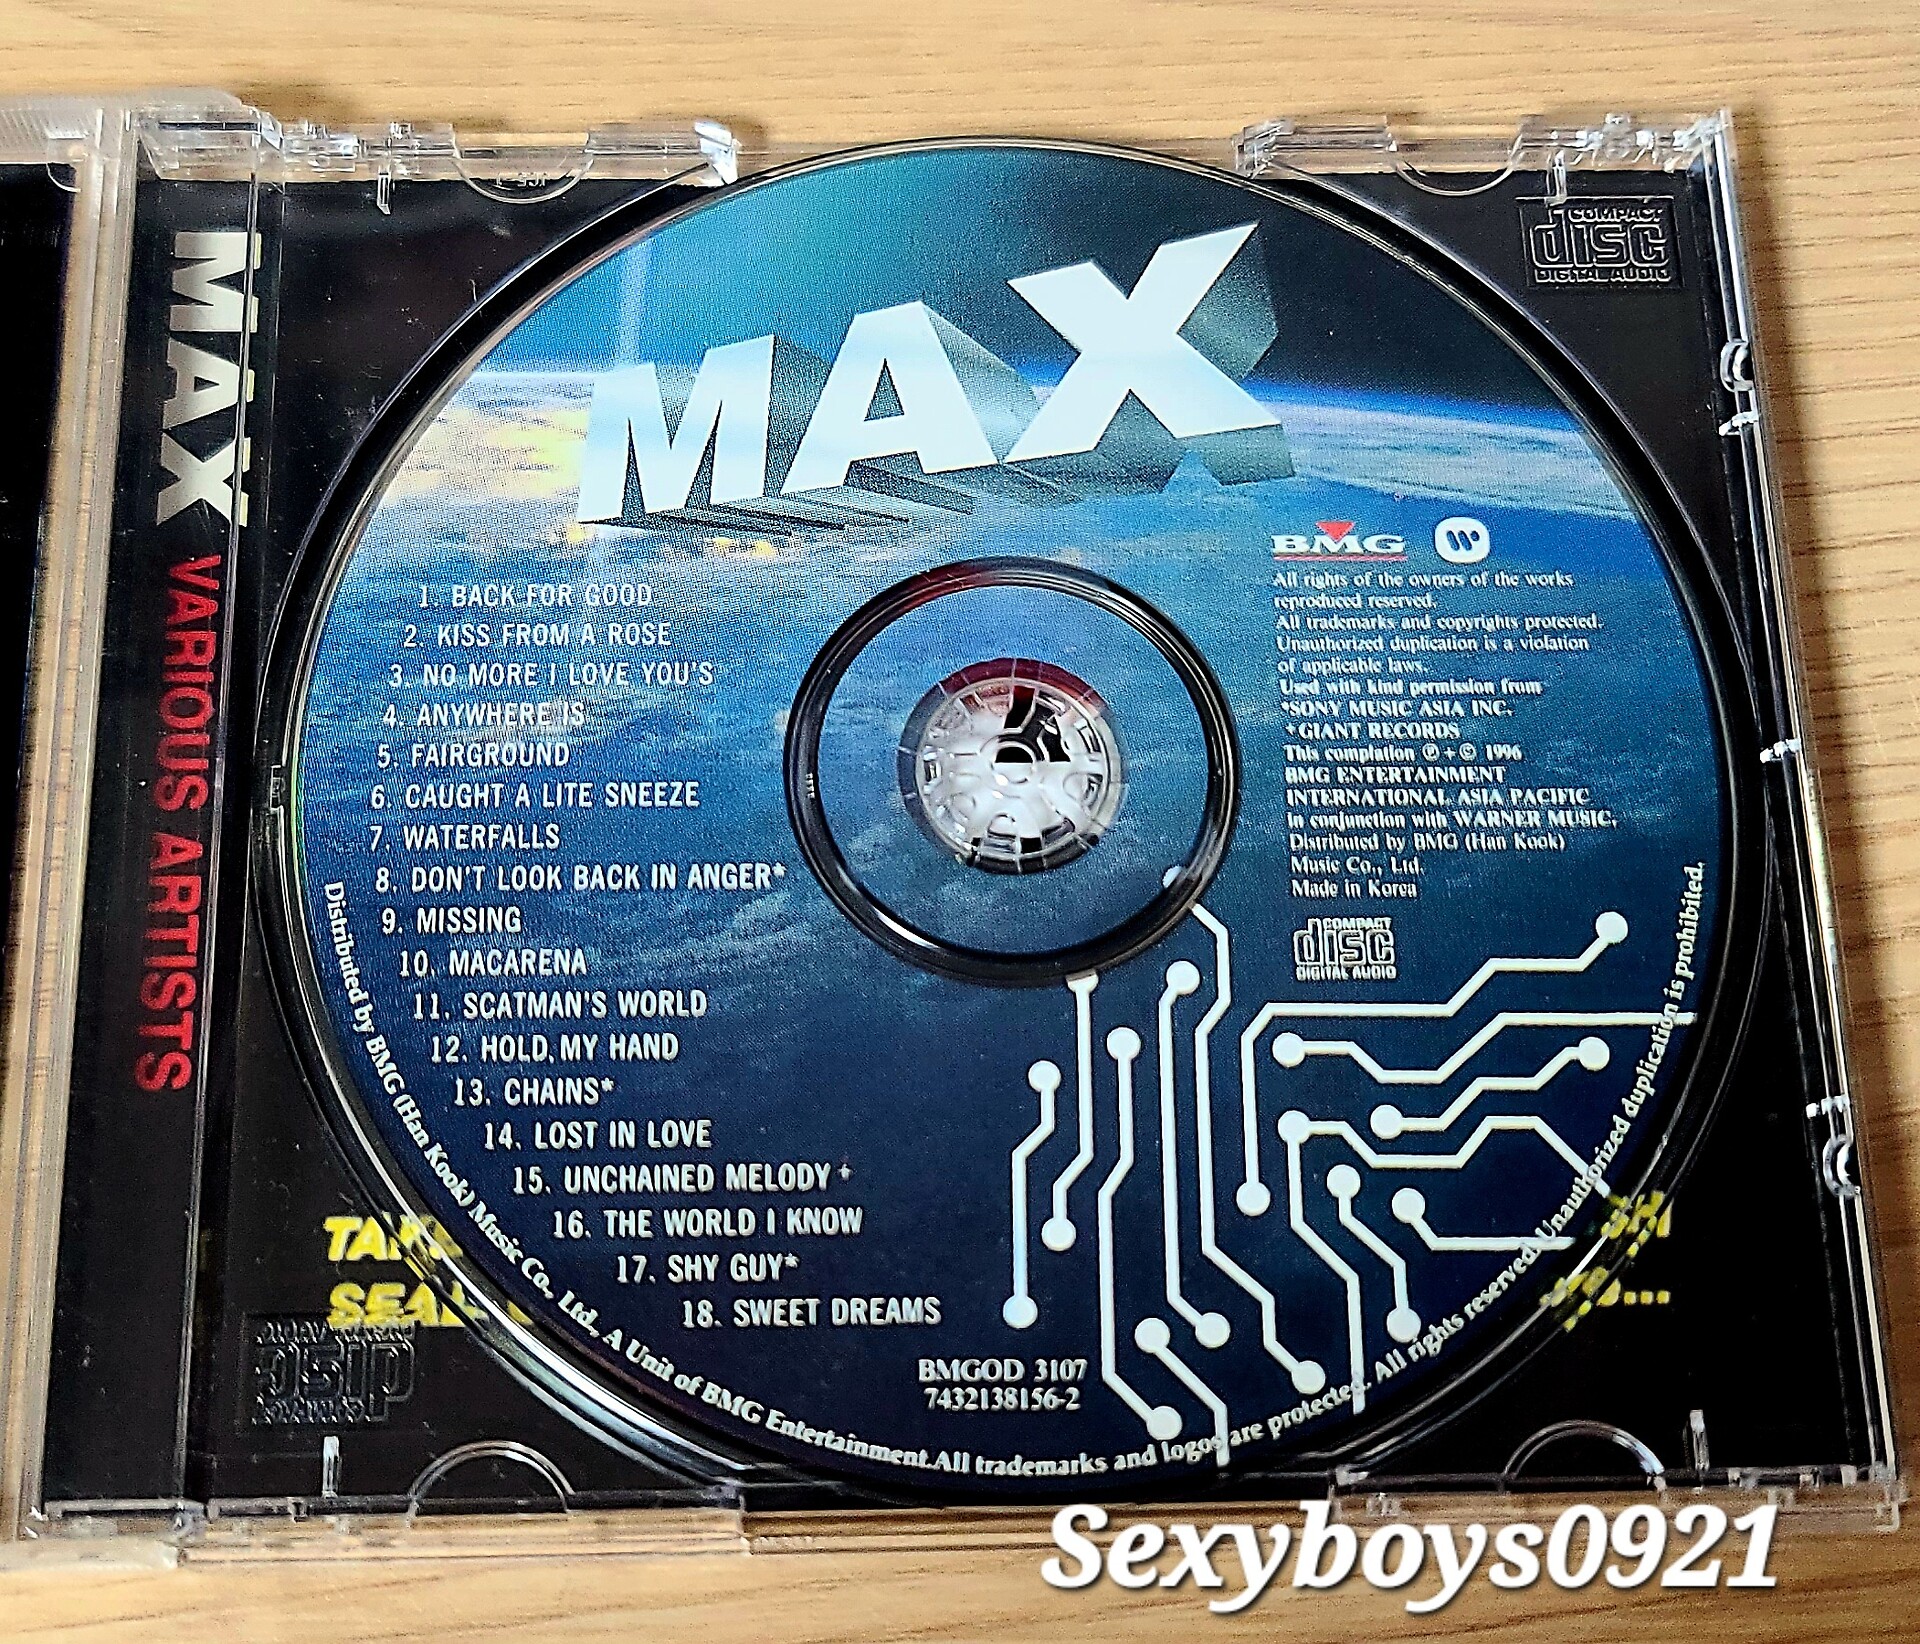 MAX
VARIOUS ARTISTS
COMPACT
disc
DIGITAL AUDIO
MAX
BMG
All rights of the owners of the works
reproduced reserved.
All trademarks and copyrights protected.
Unauthorized duplication is a violation
of applicable laws.
Used with kind permission from
*SONY MUSIC ASIA INC.
+GIANT RECORDS
This complation ℗+© 1996
BMG ENTERTAINMENT
INTERNATIONAL ASIA PACIFIC
In conjunction with WARNER MUSIC.
Distributed by BMG (Han Kook)
Music Co., Ltd.
Made in Korea
COMPACT
disc
DIGITAL AUDIO
1. BACK FOR GOOD
2. KISS FROM A ROSE
3. NO MORE I LOVE YOU'S
4. ANYWHERE IS
5. FAIRGROUND
6. CAUGHT A LITE SNEEZE
7. WATERFALLS
8. DON'T LOOK BACK IN ANGER*
9. MISSING
10. MACARENA
11. SCATMAN'S WORLD
12. HOLD, MY HAND
13. CHAINS*
14. LOST IN LOVE
15. UNCHAINED MELODY +
16. THE WORLD I KNOW
17. SHY GUY*
18. SWEET DREAMS
BMGOD 3107
7432138156-2
Distributed by BMG (Han Kook) Music Co., Ltd., A Unit of BMG Entertainment.All trademarks and logos are protected. All rights reserved.Unauthorized duplication is prohibited.
Sexyboys0921